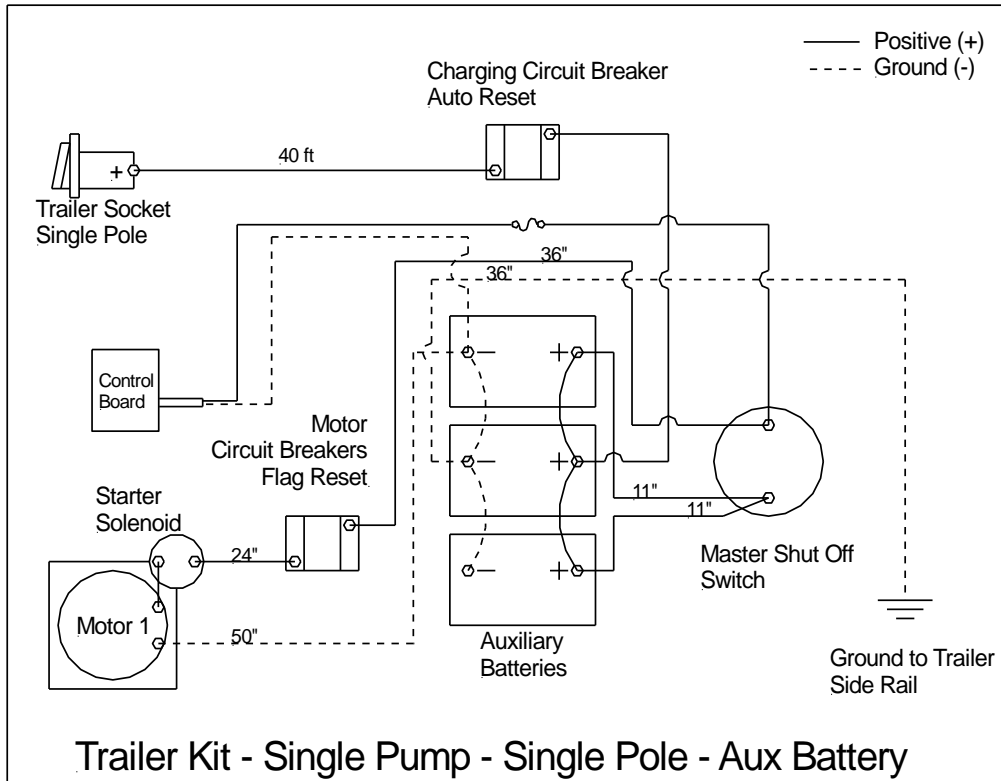 Positive (+)
Ground (-)
Charging Circuit Breaker
Auto Reset
40 ft
+
Trailer Socket
Single Pole
36"
36"
Control
Board
Motor
Circuit Breakers
Flag Reset
Starter
Solenoid
24"
Motor 1
50"
− +
− +
− +
11"
11"
Auxiliary
Batteries
Master Shut Off
Switch
Ground to Trailer
Side Rail
Trailer Kit - Single Pump - Single Pole - Aux Battery